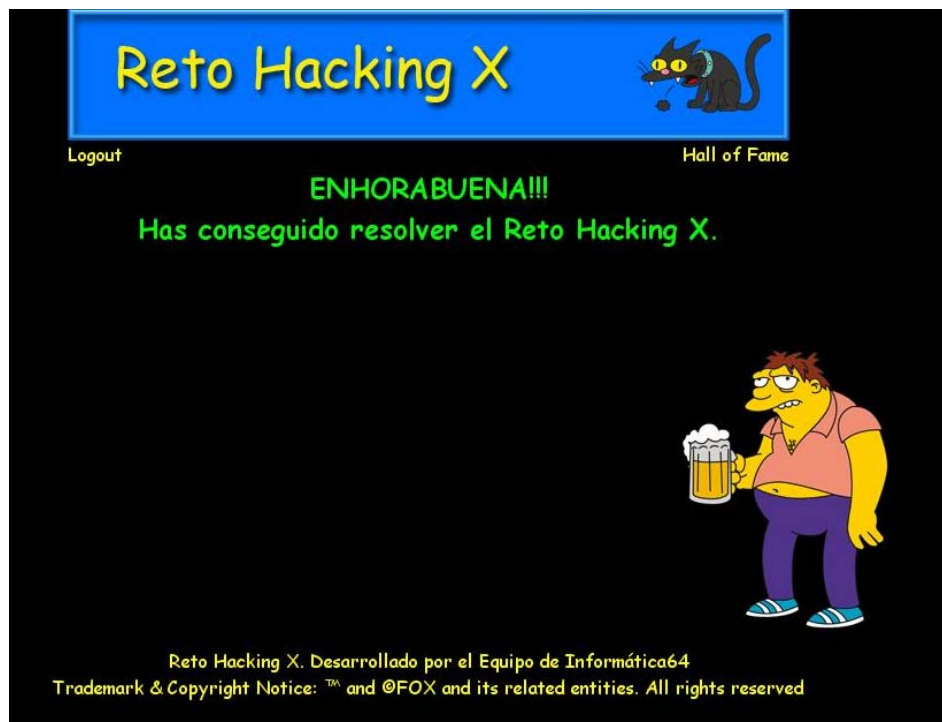 Reto Hacking X
Logout
Hall of Fame
ENHORABUENA!!!
Has conseguido resolver el Reto Hacking X.
Reto Hacking X. Desarrollado por el Equipo de Informática64
Trademark & Copyright Notice: ™ and ©FOX and its related entities. All rights reserved